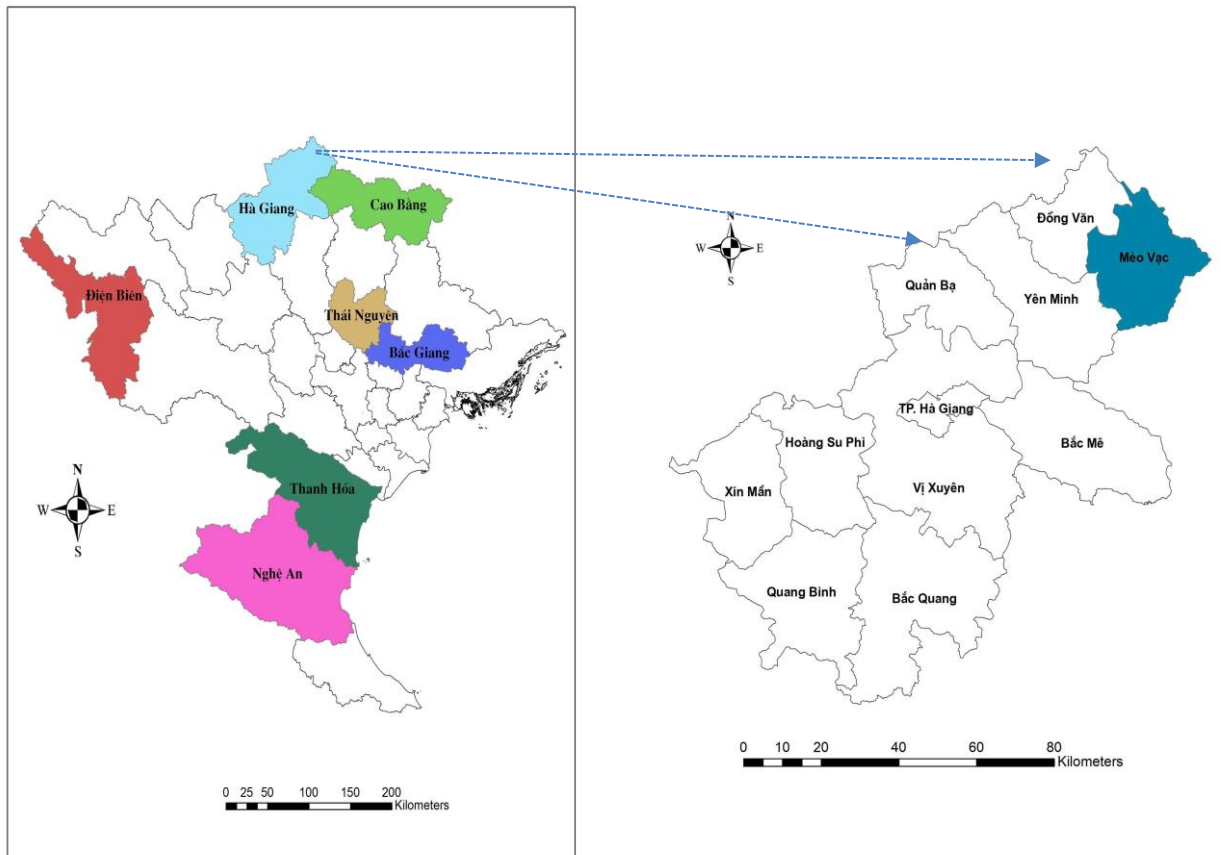 Hà Giang
Cao Bằng
Điện Biên
Thái Nguyên
Bắc Giang
Thanh Hóa
Nghệ An
N
W E
S
0 25 50 100 150 200
Kilometers
N
W E
S
Đồng Văn
Mèo Vạc
Quản Bạ
Yên Minh
TP. Hà Giang
Hoàng Su Phì
Bắc Mê
Xín Mần
Vị Xuyên
Quang Bình
Bắc Quang
0 10 20 40 60 80
Kilometers